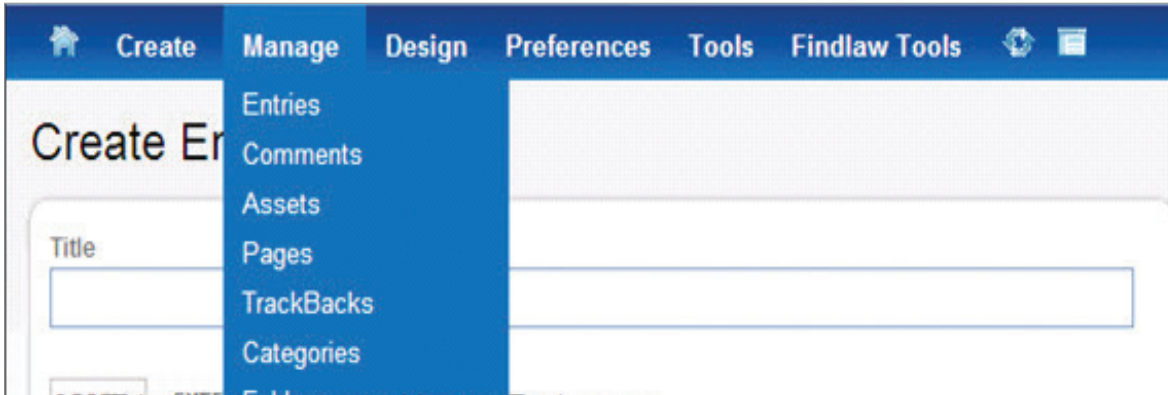 Create Manage Design Preferences Tools Findlaw Tools
Entries
Create En
Comments
Assets
Title
Pages
TrackBacks
Categories